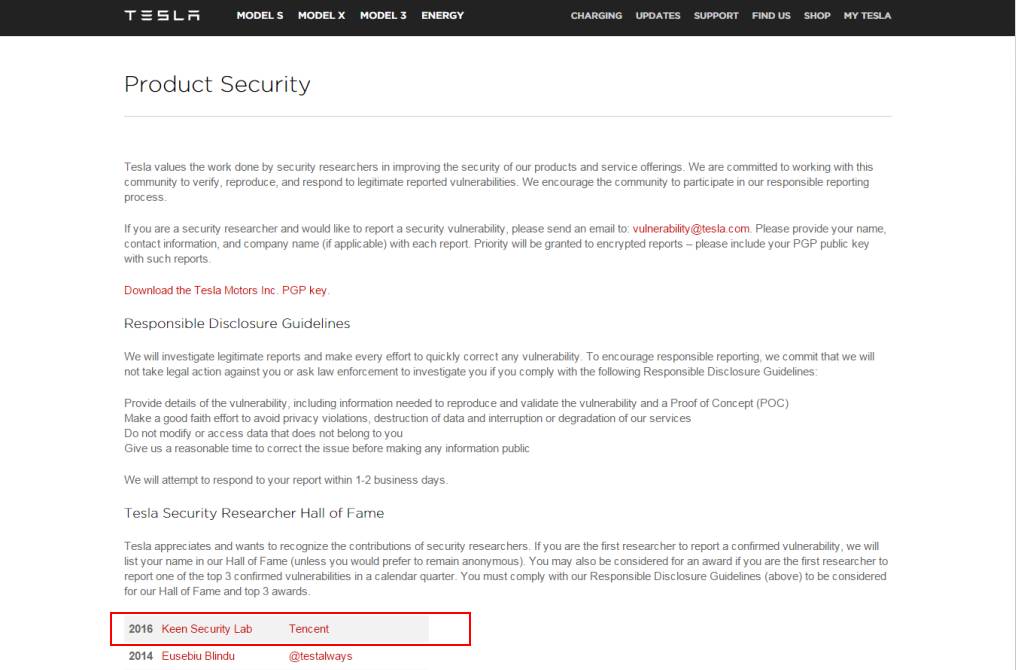 TESLA MODEL S MODEL X MODEL 3 ENERGY CHARGING UPDATES SUPPORT FIND US SHOP MY TESLA
Product Security
Tesla values the work done by security researchers in improving the security of our products and service offerings. We are committed to working with this
community to verify, reproduce, and respond to legitimate reported vulnerabilities. We encourage the community to participate in our responsible reporting
process.
If you are a security researcher and would like to report a security vulnerability, please send an email to: vulnerability@tesla.com. Please provide your name,
contact information, and company name (if applicable) with each report. Priority will be granted to encrypted reports – please include your PGP public key
with such reports.
Download the Tesla Motors Inc. PGP key.
Responsible Disclosure Guidelines
We will investigate legitimate reports and make every effort to quickly correct any vulnerability. To encourage responsible reporting, we commit that we will
not take legal action against you or ask law enforcement to investigate you if you comply with the following Responsible Disclosure Guidelines:
Provide details of the vulnerability, including information needed to reproduce and validate the vulnerability and a Proof of Concept (POC)
Make a good faith effort to avoid privacy violations, destruction of data and interruption or degradation of our services
Do not modify or access data that does not belong to you
Give us a reasonable time to correct the issue before making any information public
We will attempt to respond to your report within 1-2 business days.
Tesla Security Researcher Hall of Fame
Tesla appreciates and wants to recognize the contributions of security researchers. If you are the first researcher to report a confirmed vulnerability, we will
list your name in our Hall of Fame (unless you would prefer to remain anonymous). You may also be considered for an award if you are the first researcher to
report one of the top 3 confirmed vulnerabilities in a calendar quarter. You must comply with our Responsible Disclosure Guidelines (above) to be considered
for our Hall of Fame and top 3 awards.
2016 Keen Security Lab Tencent
2014 Eusebiu Blindu @testalways